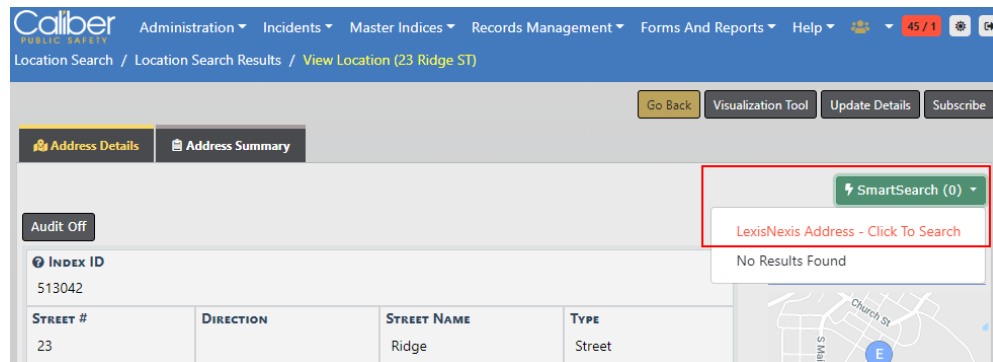 Caliber
PUBLIC SAFETY
Administration Incidents Master Indices Records Management Forms And Reports Help 45 / 1
Location Search / Location Search Results / View Location (23 Ridge ST)
Go Back Visualization Tool Update Details Subscribe
Address Details Address Summary
SmartSearch (0)
Audit Off
LexisNexis Address - Click To Search
INDEX ID
No Results Found
513042
STREET # DIRECTION STREET NAME TYPE
23 Ridge Street
Church St
S Mai
E